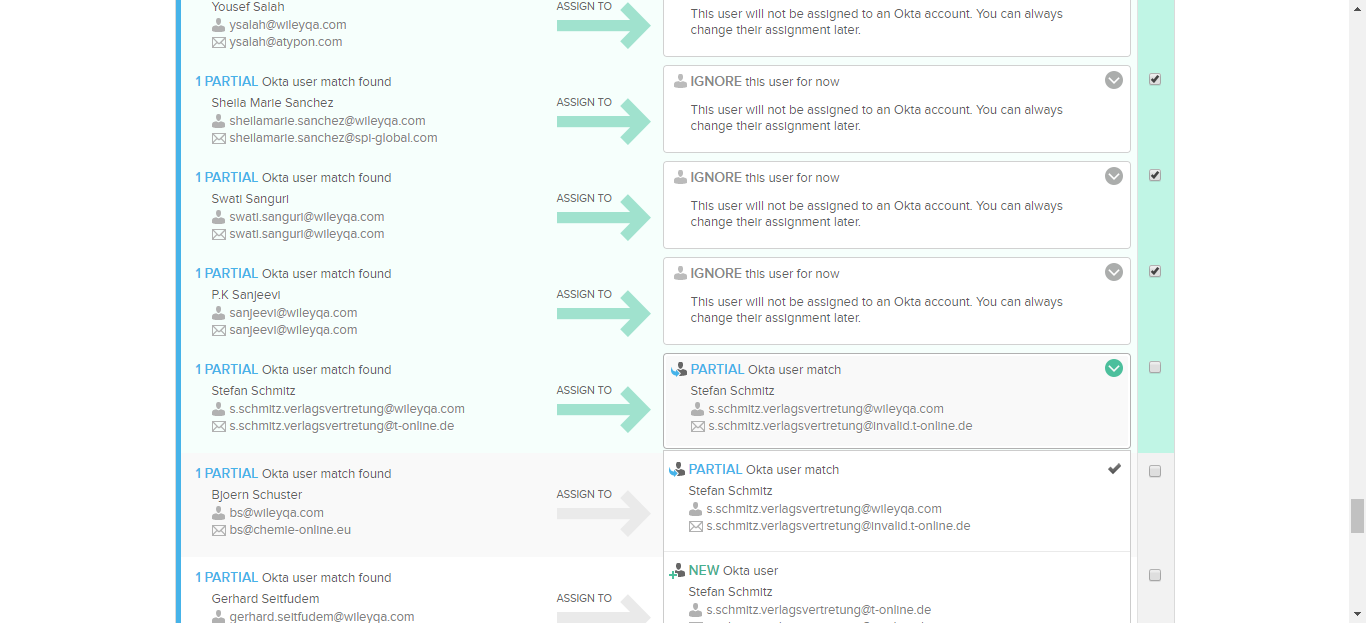 Yousef Salah
ysalah@wileyqa.com
ysalah@atypon.com
ASSIGN TO
This user will not be assigned to an Okta account. You can always
change their assignment later.
1 PARTIAL Okta user match found
Sheila Marie Sanchez
sheilamarie.sanchez@wileyqa.com
sheilamarie.sanchez@spi-global.com
ASSIGN TO
IGNORE this user for now
This user will not be assigned to an Okta account. You can always
change their assignment later.
1 PARTIAL Okta user match found
Swati Sanguri
swati.sanguri@wileyqa.com
swati.sanguri@wileyqa.com
ASSIGN TO
IGNORE this user for now
This user will not be assigned to an Okta account. You can always
change their assignment later.
1 PARTIAL Okta user match found
P.K Sanjeevi
sanjeevi@wileyqa.com
sanjeevi@wileyqa.com
ASSIGN TO
IGNORE this user for now
This user will not be assigned to an Okta account. You can always
change their assignment later.
1 PARTIAL Okta user match found
Stefan Schmitz
s.schmitz.verlagsvertretung@wileyqa.com
s.schmitz.verlagsvertretung@t-online.de
ASSIGN TO
PARTIAL Okta user match
Stefan Schmitz
s.schmitz.verlagsvertretung@wileyqa.com
s.schmitz.verlagsvertretung@invalid.t-online.de
1 PARTIAL Okta user match found
Bjoern Schuster
bs@wileyqa.com
bs@chemie-online.eu
ASSIGN TO
PARTIAL Okta user match
Stefan Schmitz
s.schmitz.verlagsvertretung@wileyqa.com
s.schmitz.verlagsvertretung@invalid.t-online.de
1 PARTIAL Okta user match found
Gerhard Seitfudem
gerhard.seitfudem@wileyqa.com
ASSIGN TO
NEW Okta user
Stefan Schmitz
s.schmitz.verlagsvertretung@t-online.de